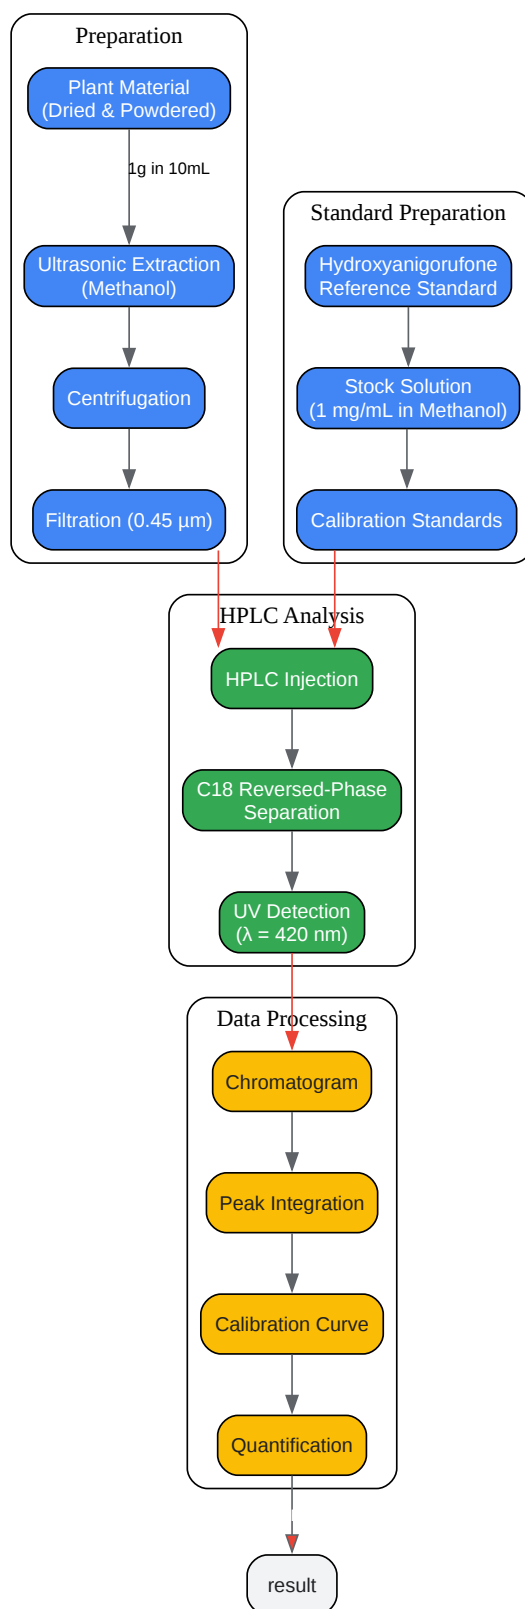 Preparation
Plant Material
(Dried & Powdered)
1g in 10mL
Ultrasonic Extraction
(Methanol)
Centrifugation
Filtration (0.45 µm)
Standard Preparation
Hydroxyanigorufone
Reference Standard
Stock Solution
(1 mg/mL in Methanol)
Calibration Standards
HPLC Analysis
HPLC Injection
C18 Reversed-Phase
Separation
UV Detection
(λ = 420 nm)
Data Processing
Chromatogram
Peak Integration
Calibration Curve
Quantification
result